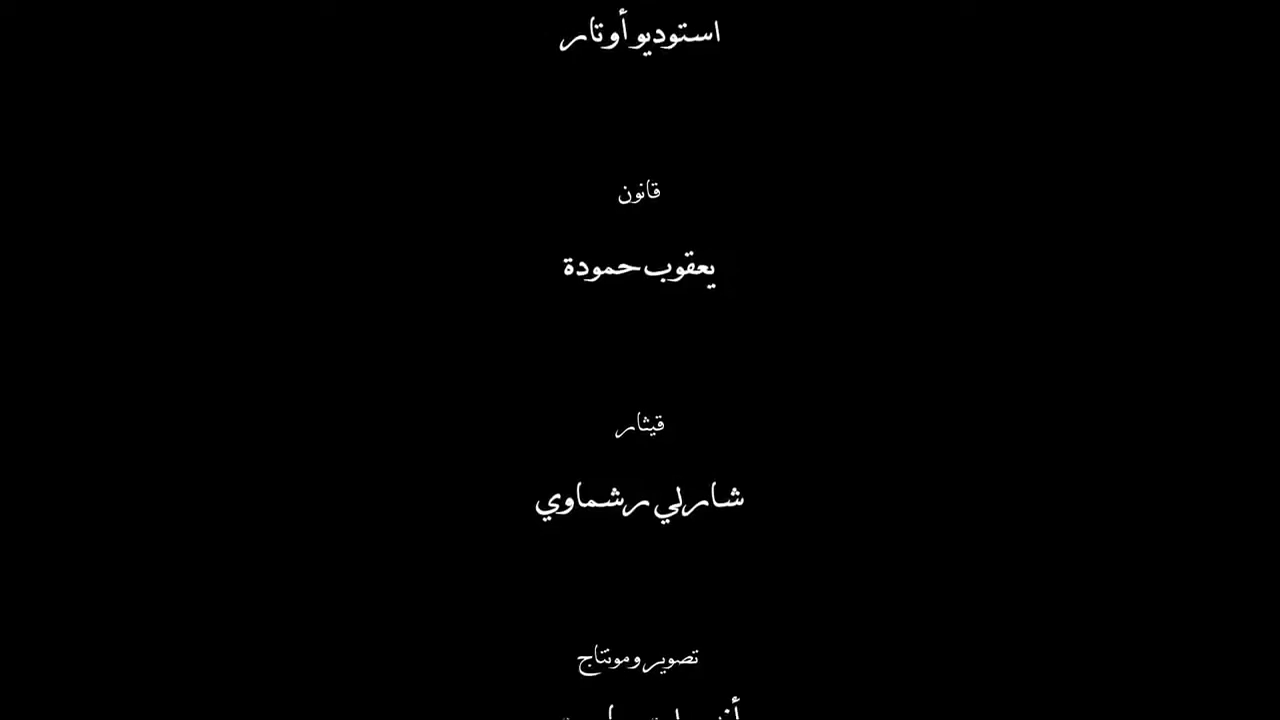 استوديو أوتار
قانون
يعقوب حمودة
قيثار
شارلي رشماوي
تصوير ومونتاج